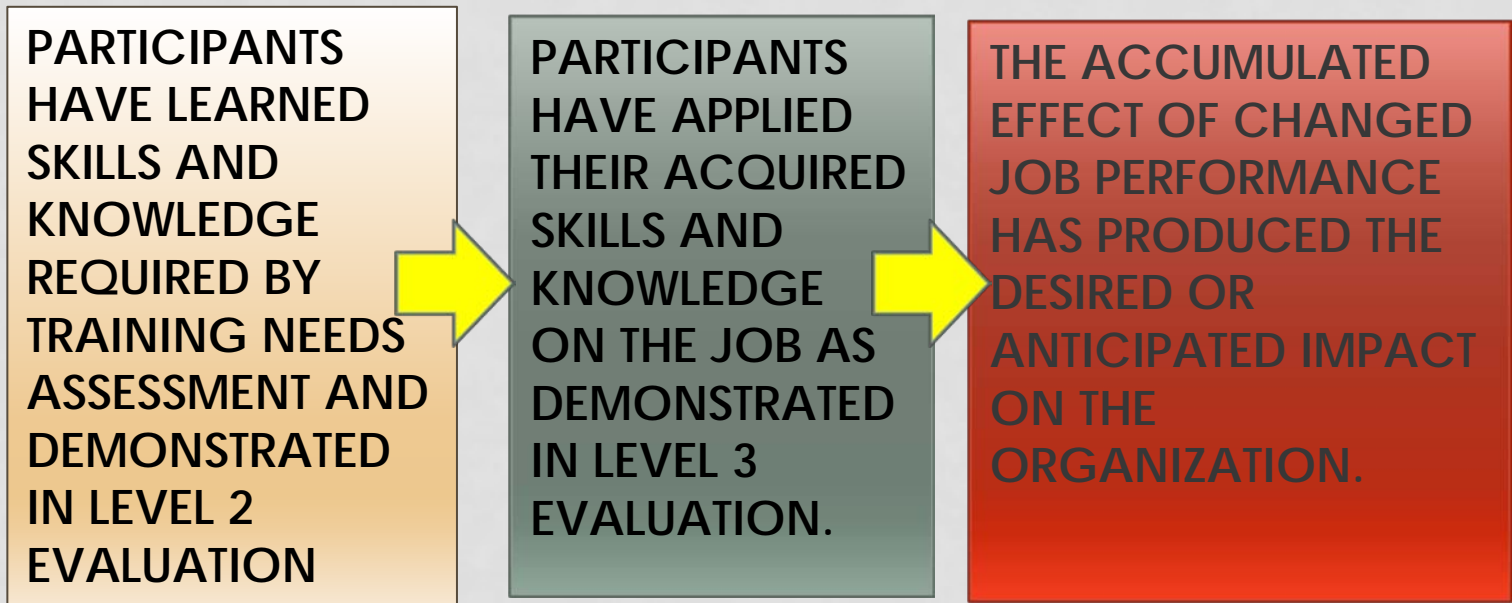 PARTICIPANTS
HAVE LEARNED
SKILLS AND
KNOWLEDGE
REQUIRED BY
TRAINING NEEDS
ASSESSMENT AND
DEMONSTRATED
IN LEVEL 2
EVALUATION
PARTICIPANTS
HAVE APPLIED
THEIR ACQUIRED
SKILLS AND
KNOWLEDGE
ON THE JOB AS
DEMONSTRATED
IN LEVEL 3
EVALUATION.
THE ACCUMULATED
EFFECT OF CHANGED
JOB PERFORMANCE
HAS PRODUCED THE
DESIRED OR
ANTICIPATED IMPACT
ON THE
ORGANIZATION.